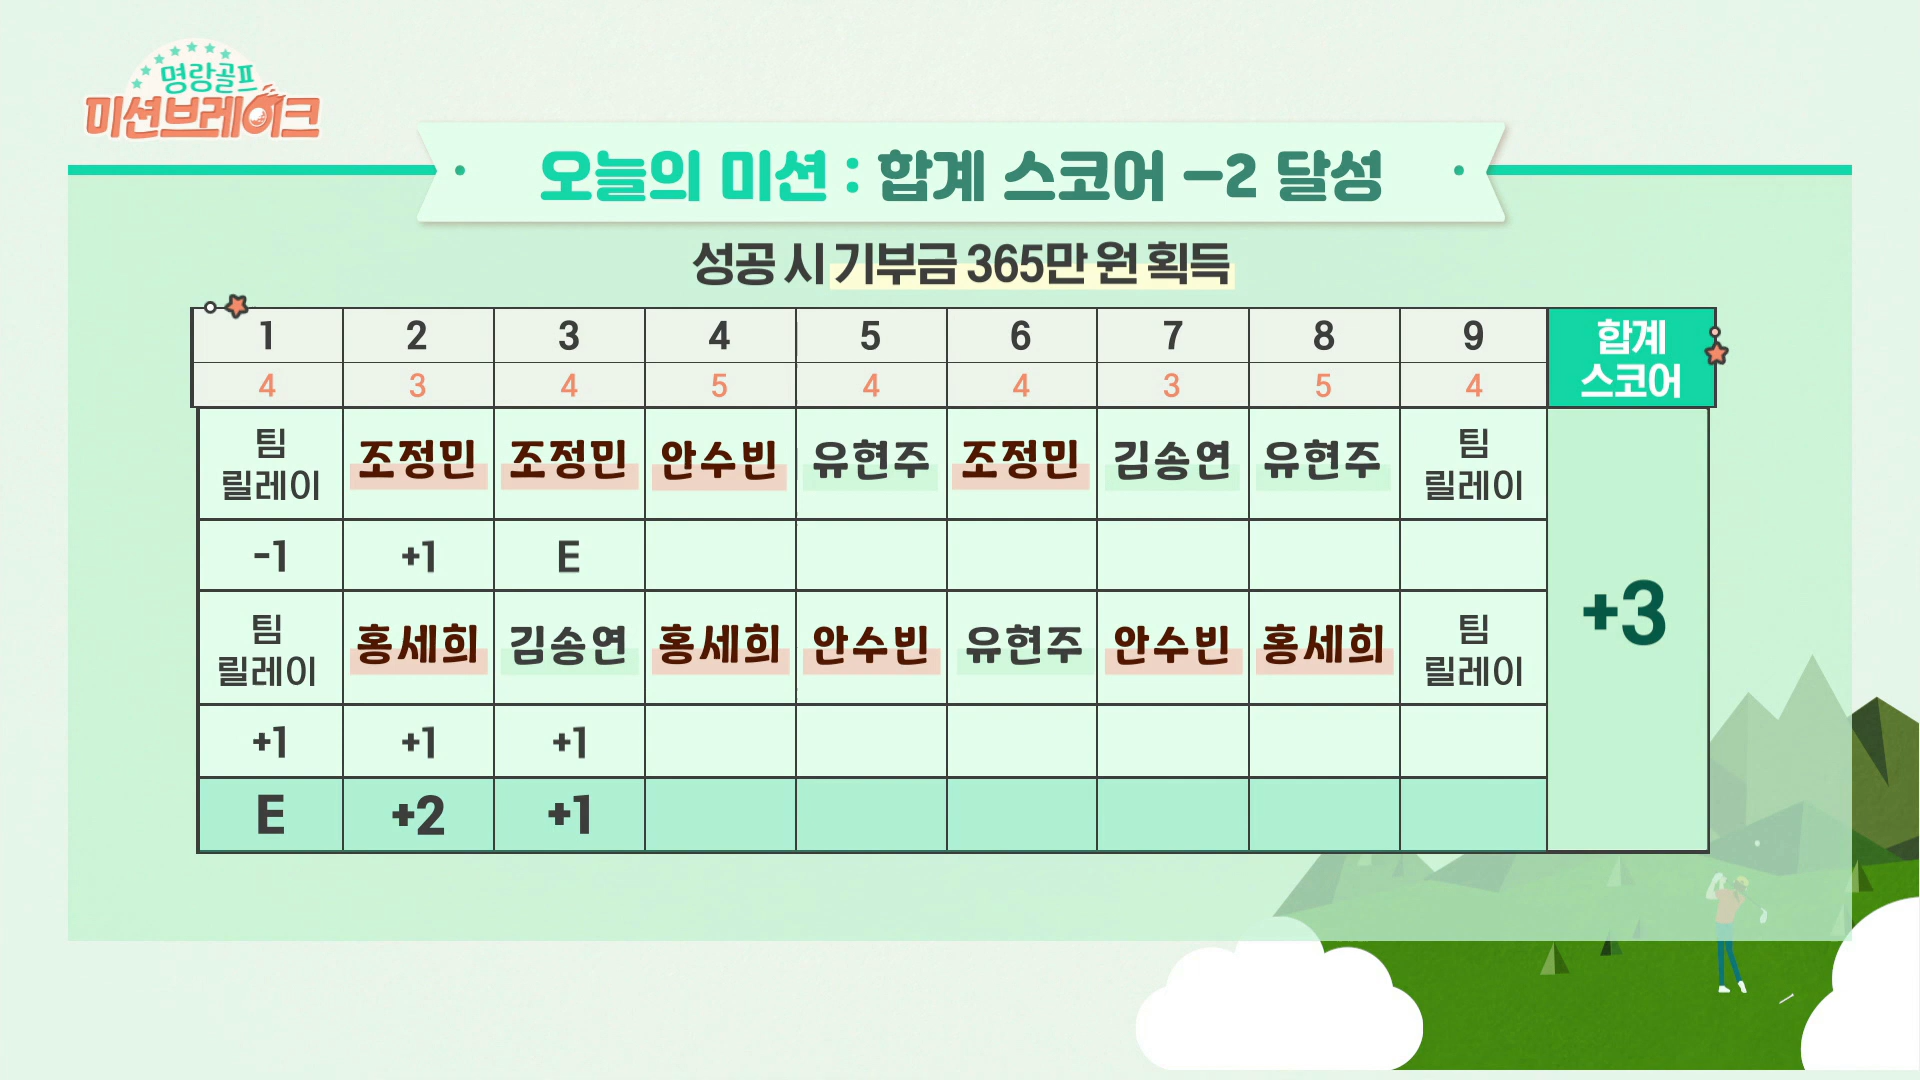 명랑골프
미션브레이크
오늘의 미션 : 합계 스코어 -2 달성
성공 시 기부금 365만 원 획득
1 2 3 4 5 6 7 8 9 합계 스코어
4 3 4 5 4 4 3 5 4
팀 릴레이 조정민 조정민 안수빈 유현주 조정민 김송연 유현주 팀 릴레이
-1 +1 E
+3
팀 릴레이 홍세희 김송연 홍세희 안수빈 유현주 안수빈 홍세희 팀 릴레이
+1 +1 +1
E +2 +1